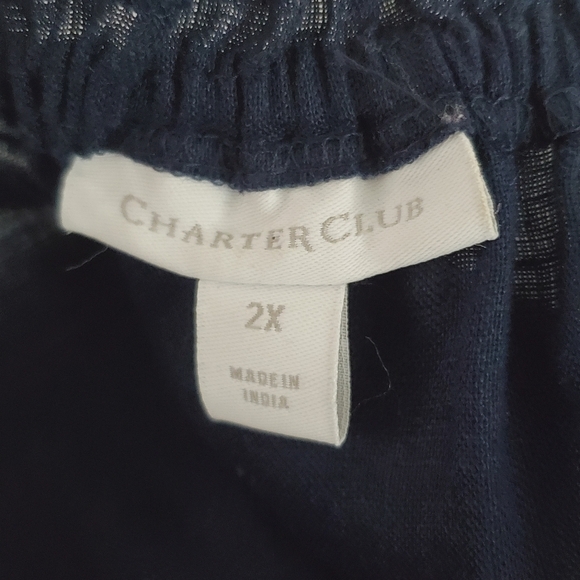 CHARTER CLUB
2X
MADE IN
INDIA